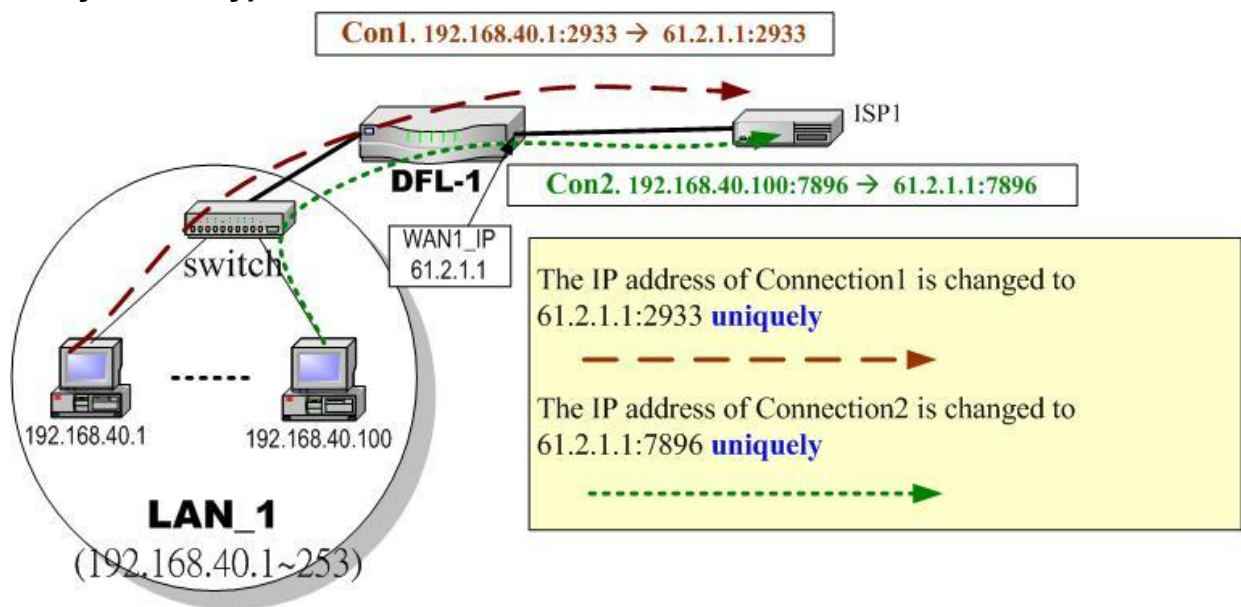 Con1. 192.168.40.1:2933 → 61.2.1.1:2933
ISP1
DFL-1
Con2. 192.168.40.100:7896 → 61.2.1.1:7896
WAN1_IP
61.2.1.1
switch
The IP address of Connection1 is changed to
61.2.1.1:2933 uniquely
The IP address of Connection2 is changed to
61.2.1.1:7896 uniquely
192.168.40.1
192.168.40.100
LAN_1
(192.168.40.1~253)